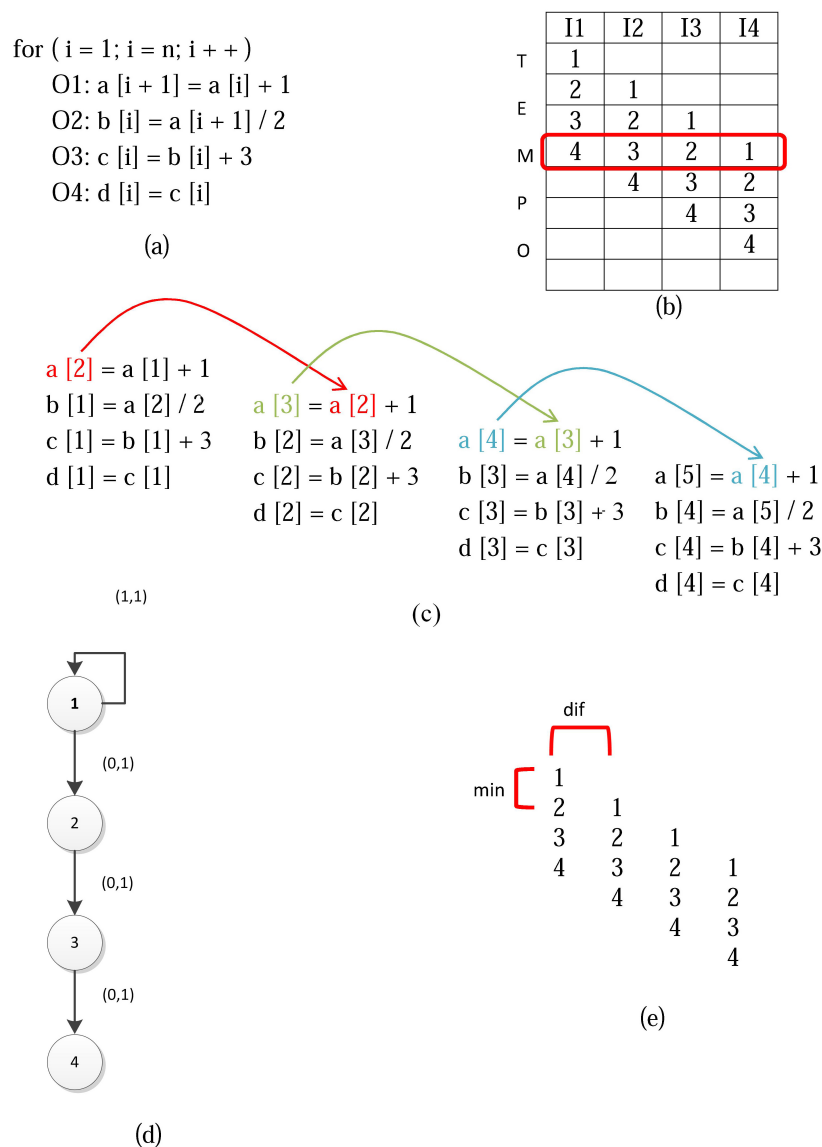 for ( i = 1; i = n; i + + )
O1: a [i + 1] = a [i] + 1
O2: b [i] = a [i + 1] / 2
O3: c [i] = b [i] + 3
O4: d [i] = c [i]
(a)
I1 I2 I3 I4
T 1
2 1
E
3 2 1
M 4 3 2 1
4 3 2
P
4 3
O 4
(b)
a [2] = a [1] + 1
b [1] = a [2] / 2
c [1] = b [1] + 3
d [1] = c [1]
a [3] = a [2] + 1
b [2] = a [3] / 2
c [2] = b [2] + 3
d [2] = c [2]
a [4] = a [3] + 1
b [3] = a [4] / 2
c [3] = b [3] + 3
d [3] = c [3]
a [5] = a [4] + 1
b [4] = a [5] / 2
c [4] = b [4] + 3
d [4] = c [4]
(c)
(1,1)
1
(0,1)
2
(0,1)
3
(0,1)
4
(d)
dif
min
1
2 1
3 2 1
4 3 2 1
4 3 2
4 3
4
(e)